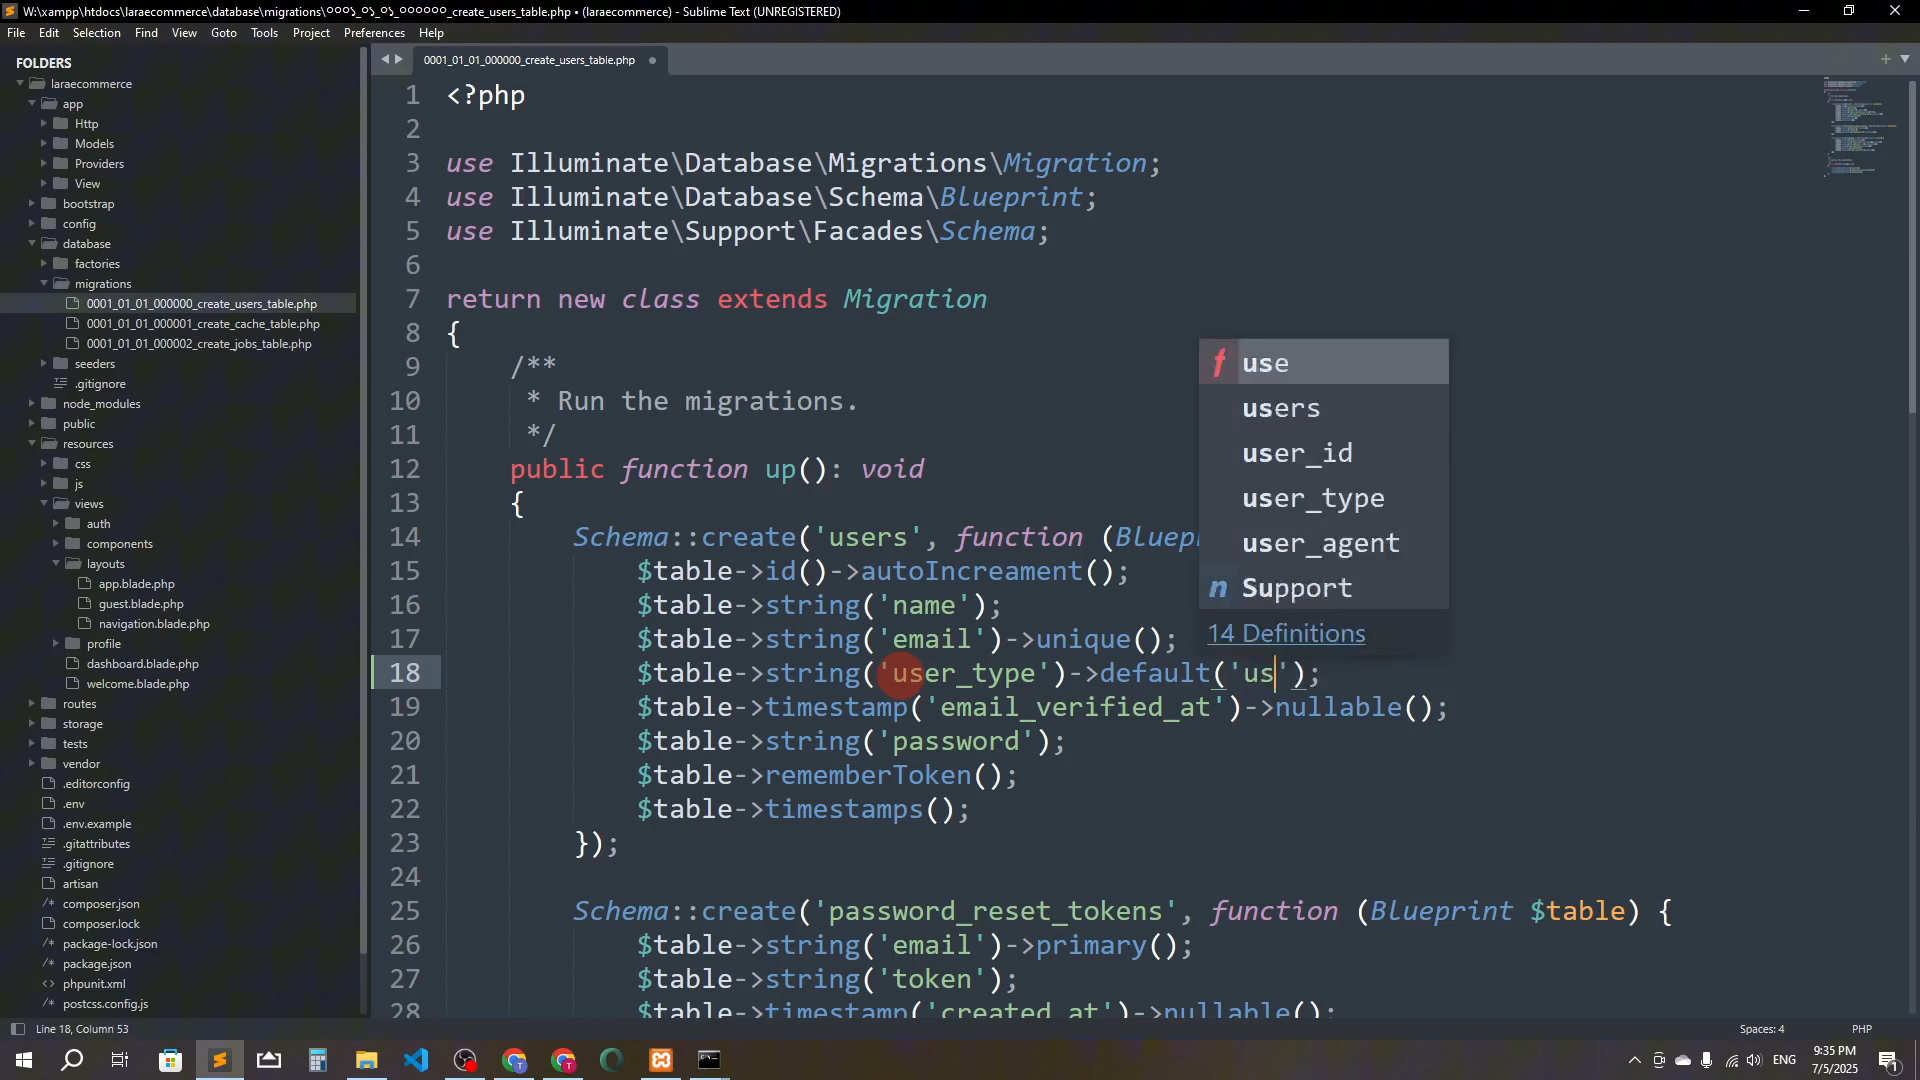 W:\xampp\htdocs\laraecommerce\database\migrations\
_create_users_table.php • (laraecommerce) - Sublime Text (UNREGISTERED)
File Edit Selection Find View Goto Tools Project Preferences Help
FOLDERS
laraecommerce
app
Http
Models
Providers
View
bootstrap
config
database
factories
migrations
0001_01_01_000000_create_users_table.php
0001_01_01_000001_create_cache_table.php
0001_01_01_000002_create_jobs_table.php
seeders
.gitignore
node_modules
public
resources
css
js
views
auth
components
layouts
app.blade.php
guest.blade.php
navigation.blade.php
profile
dashboard.blade.php
welcome.blade.php
routes
storage
tests
vendor
.editorconfig
.env
.env.example
.gitattributes
.gitignore
artisan
composer.json
composer.lock
package-lock.json
package.json
phpunit.xml
postcss.config.js
0001_01_01_000000_create_users_table.php
1 <?php
2
3 use Illuminate\Database\Migrations\Migration;
4 use Illuminate\Database\Schema\Blueprint;
5 use Illuminate\Support\Facades\Schema;
6
7 return new class extends Migration
8 {
9 /**
10 * Run the migrations.
11 */
12 public function up(): void
13 {
14 Schema::create('users', function (Bluep
15 $table->id()->autoIncreament();
16 $table->string('name');
17 $table->string('email')->unique();
18 $table->string('user_type')->default('us');
19 $table->timestamp('email_verified_at')->nullable();
20 $table->string('password');
21 $table->rememberToken();
22 $table->timestamps();
23 });
24
25 Schema::create('password_reset_tokens', function (Blueprint $table) {
26 $table->string('email')->primary();
27 $table->string('token');
28 $table->timestamp('created_at')->nullable();
f use
users
user_id
user_type
user_agent
n Support
14 Definitions
Line 18, Column 53
Spaces: 4
PHP
ENG
9:35 PM
7/5/2025